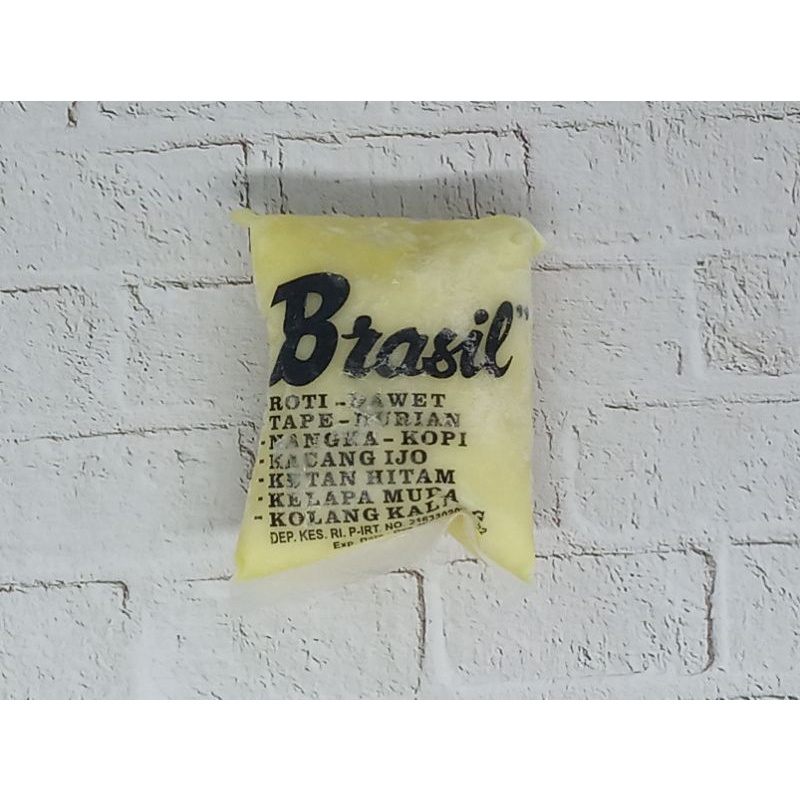 Brasil"
ROTI - DAWET
TAPE - DURIAN
-NANGKA - KOPI
-KACANG IJO
-KETAN HITAM
-KELAPA MUDA
-KOLANG
DEP. KES. RI. P-IRT. NO.
Exp.